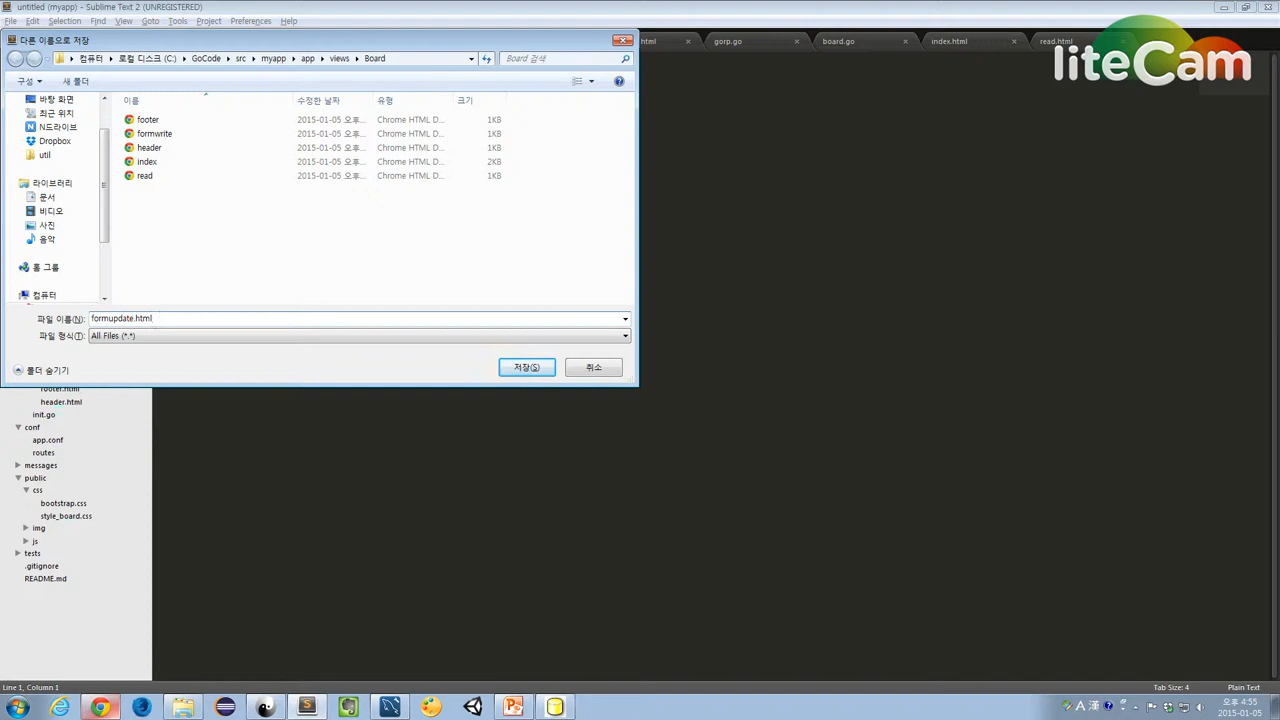 untitled (myapp) - Sublime Text 2 (UNREGISTERED)
File Edit Selection Find View Goto Tools Project Preferences Help
다른 이름으로 저장
html gorp.go board.go index.html read.html
liteCam
컴퓨터 로컬 디스크 (C:) GoCode src myapp app views Board
Board 검색
구성 새 폴더
이름 수정한 날짜 유형 크기
바탕 화면
최근 위치
N드라이브
Dropbox
util
라이브러리
문서
비디오
사진
음악
홈 그룹
컴퓨터
footer 2015-01-05 오후... Chrome HTML D... 1KB
formwrite 2015-01-05 오후... Chrome HTML D... 1KB
header 2015-01-05 오후... Chrome HTML D... 1KB
index 2015-01-05 오후... Chrome HTML D... 2KB
read 2015-01-05 오후... Chrome HTML D... 1KB
파일 이름(N): formupdate.html
파일 형식(T): All Files (*.*)
폴더 숨기기 저장(S) 취소
footer.html
header.html
init.go
conf
app.conf
routes
messages
public
css
bootstrap.css
style_board.css
img
js
tests
.gitignore
README.md
Line 1, Column 1 Tab Size: 4 Plain Text
A 漢
오후 4:55
2015-01-05